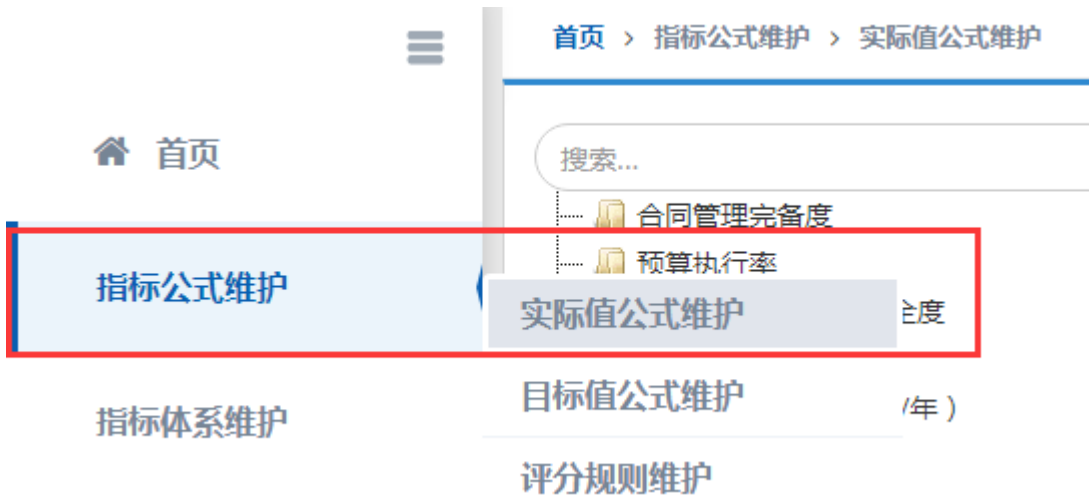 首页 > 指标公式维护 > 实际值公式维护
首页
搜索...
合同管理完备度
预算执行率
指标公式维护
实际值公式维护
全度
指标体系维护
目标值公式维护
/年）
评分规则维护